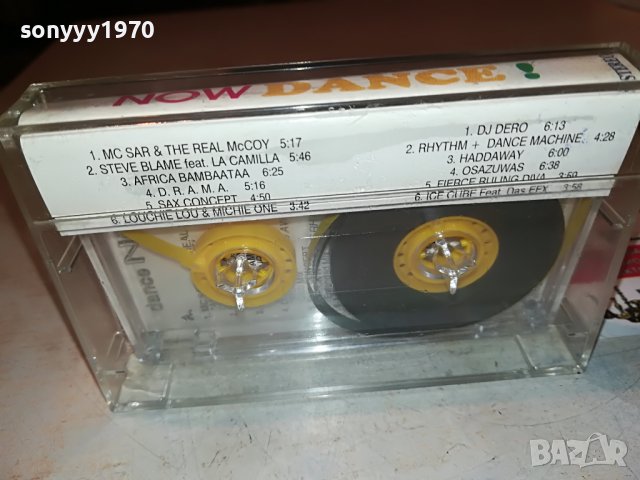 sonyyy1970
NOW DANCE !
1. MC SAR & THE REAL McCOY 5:17
2. STEVE BLAME feat. LA CAMILLA 5:46
3. AFRICA BAMBAATAA 6:25
4. D. R. A. M. A. 5:16
5. SAX CONCEPT 4:50
6. LOUCHIE LOU & MICHIE ONE 3:42
1. DJ DERO 6:13
2. RHYTHM + DANCE MACHINE 4:28
3. HADDAWAY 6:00
4. OSAZUWAS 6:38
5. FIERCE RULING DIVA 3:50
6. ICE CUBE Feat. Das EFX 3:58
dance
BAZAR
bg